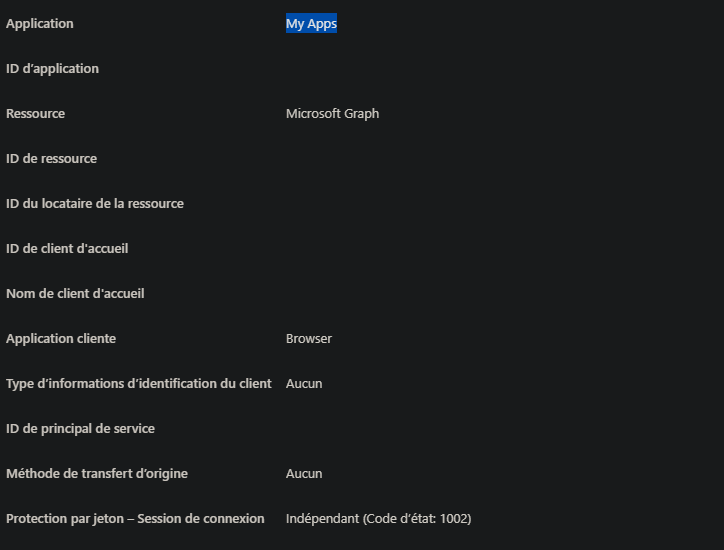 Application My Apps
ID d’application
Ressource Microsoft Graph
ID de ressource
ID du locataire de la ressource
ID de client d'accueil
Nom de client d'accueil
Application cliente Browser
Type d’informations d’identification du client Aucun
ID de principal de service
Méthode de transfert d’origine Aucun
Protection par jeton – Session de connexion Indépendant (Code d’état: 1002)